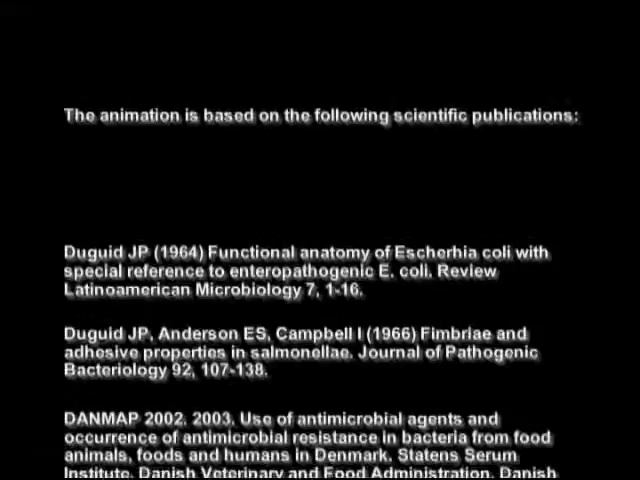 The animation is based on the following scientific publications:
Duguid JP (1964) Functional anatomy of Escherhia coli with
special reference to enteropathogenic E. coli. Review
Latinoamerican Microbiology 7, 1-16.
Duguid JP, Anderson ES, Campbell I (1966) Fimbriae and
adhesive properties in salmonellae. Journal of Pathogenic
Bacteriology 92, 107-138.
DANMAP 2002, 2003. Use of antimicrobial agents and
occurrence of antimicrobial resistance in bacteria from food
animals, foods and humans in Denmark. Statens Serum
Institute, Danish Veterinary and Food Administration, Danish